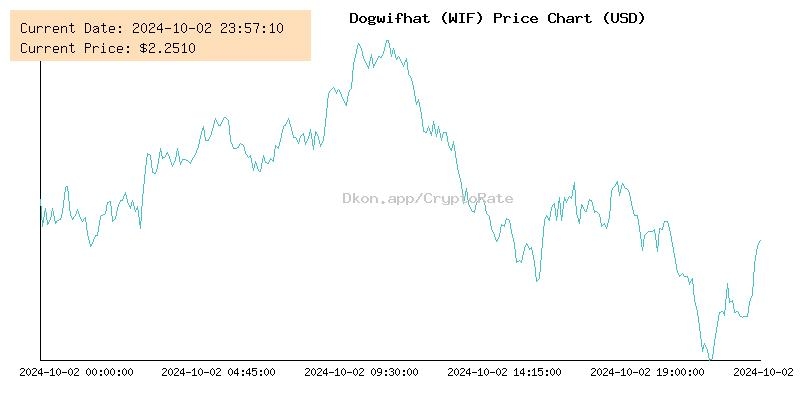 Dogwifhat (WIF) Price Chart (USD)
Current Date: 2024-10-02 23:57:10
Current Price: $2.2510
Dkon.app/CryptoRate
2024-10-02 00:00:00 2024-10-02 04:45:00 2024-10-02 09:30:00 2024-10-02 14:15:00 2024-10-02 19:00:00 2024-10-02